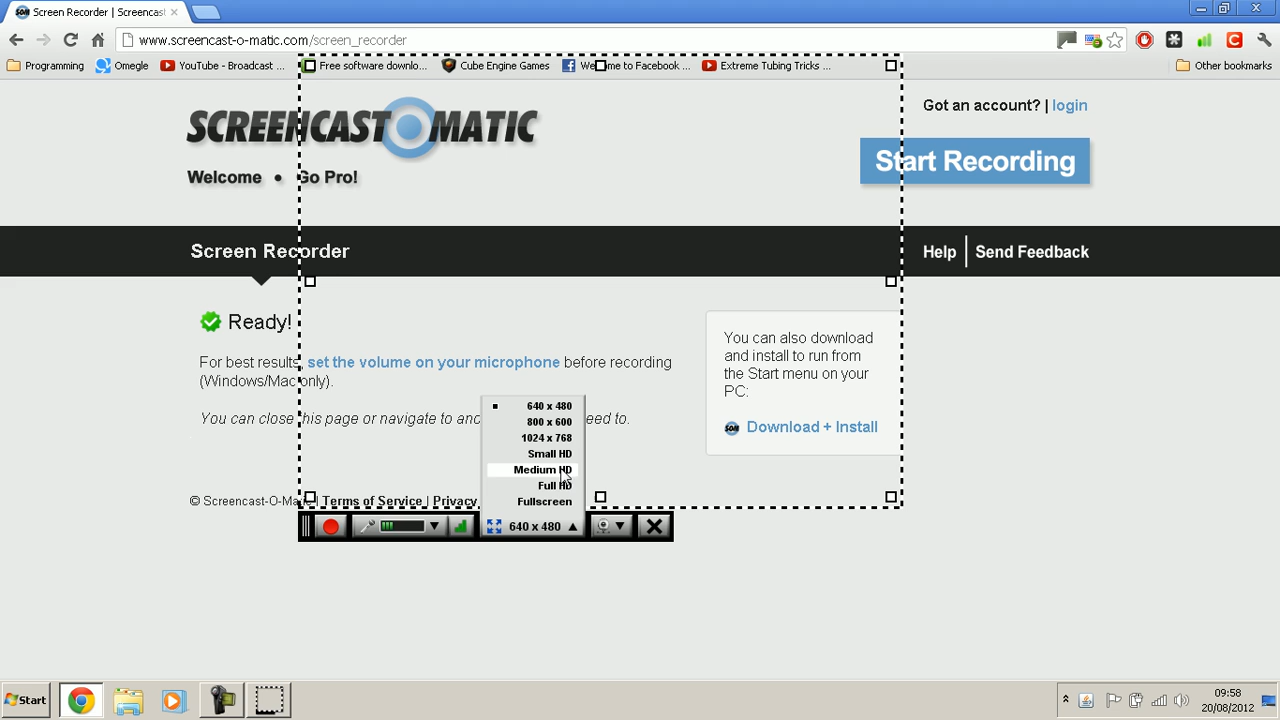 Screen Recorder | Screencast
www.screencast-o-matic.com/screen_recorder
Programming
Omegle
YouTube - Broadcast ...
Free software downlo...
Cube Engine Games
We me to Facebook ...
Extreme Tubing Tricks ...
Other bookmarks
SCREENCAST MATIC
Got an account? | login
Start Recording
Welcome • Go Pro!
Screen Recorder
Help
Send Feedback
Ready!
For best results, set the volume on your microphone before recording
(Windows/Mac only).
You can close this page or navigate to eed to.
You can also download
and install to run from
the Start menu on your
PC:
Download + Install
640 x 480
800 x 600
1024 x 768
Small HD
Medium HD
Full HD
Fullscreen
© Screencast-O-Matic | Terms of Service | Privacy
640 x 480
Start
09:58
20/08/2012